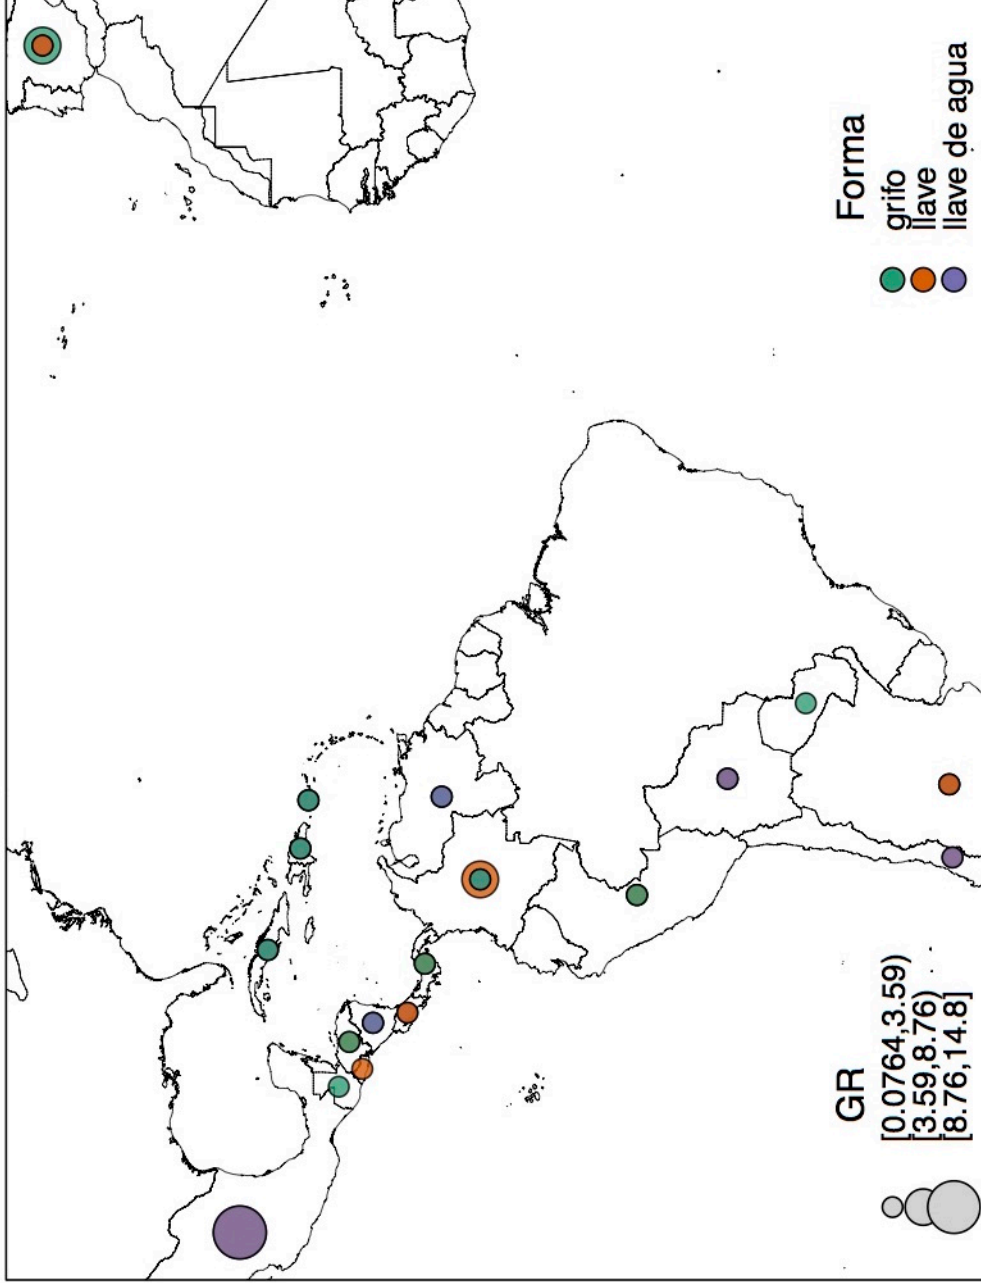 GR
[0.0764,3.59)
[3.59,8.76)
[8.76,14.8]
Forma
grifo
llave
llave de agua